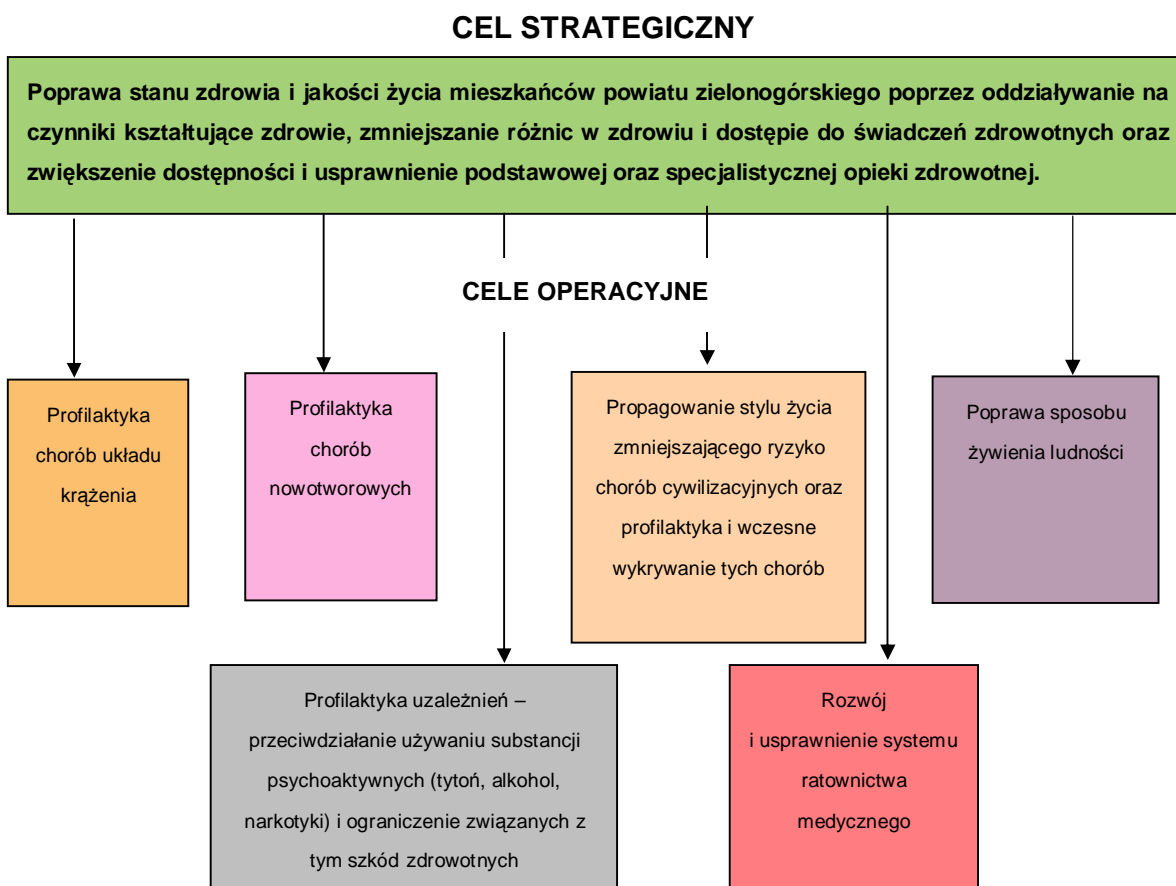 CEL STRATEGICZNY
Poprawa stanu zdrowia i jakości życia mieszkańców powiatu zielonogórskiego poprzez oddziaływanie na
czynniki kształtujące zdrowie, zmniejszanie różnic w zdrowiu i dostępie do świadczeń zdrowotnych oraz
zwiększenie dostępności i usprawnienie podstawowej oraz specjalistycznej opieki zdrowotnej.
CELE OPERACYJNE
Profilaktyka
chorób układu
krążenia
Profilaktyka
chorób
nowotworowych
Propagowanie stylu życia
zmniejszającego ryzyko
chorób cywilizacyjnych oraz
profilaktyka i wczesne
wykrywanie tych chorób
Poprawa sposobu
żywienia ludności
Profilaktyka uzależnień –
przeciwdziałanie używaniu substancji
psychoaktywnych (tytoń, alkohol,
narkotyki) i ograniczenie związanych z
tym szkód zdrowotnych
Rozwój
i usprawnienie systemu
ratownictwa
medycznego